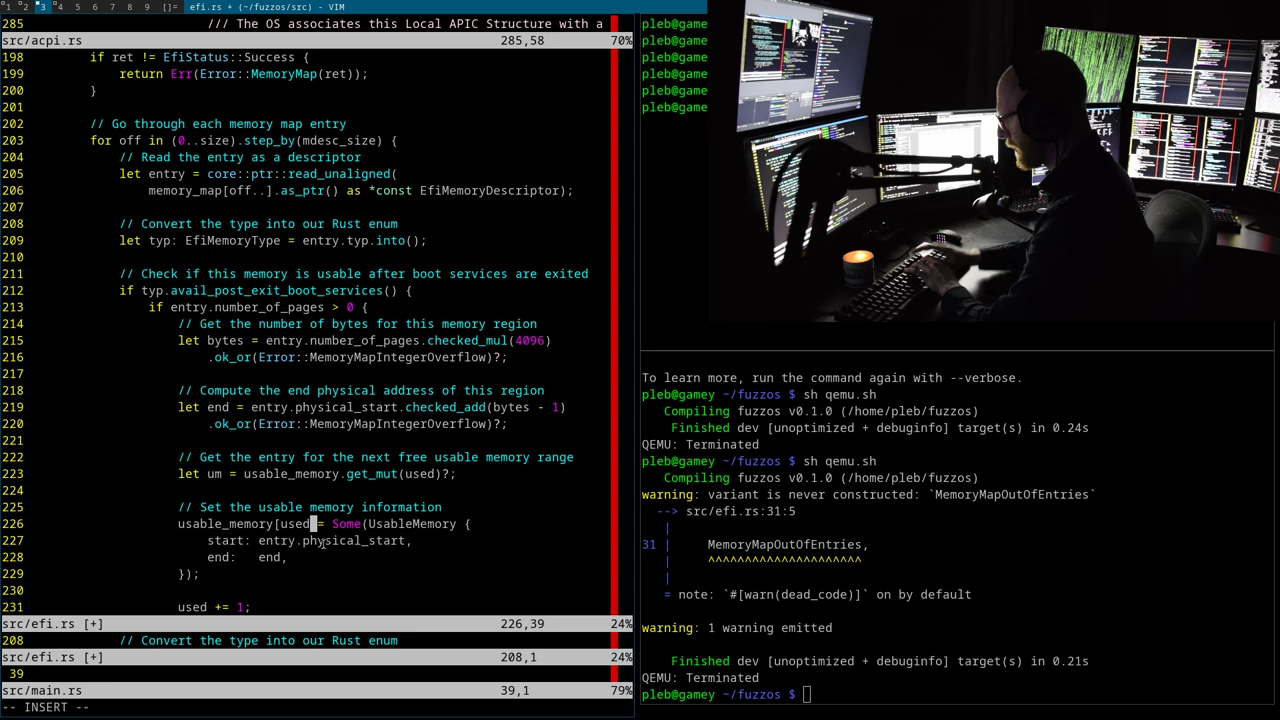 1 2 3 4 5 6 7 8 9 []= efi.rs + (~/fuzzos/src) - VIM
285 /// The OS associates this Local APIC Structure with a
src/acpi.rs 285,58 70%
198 if ret != EfiStatus::Success {
199 return Err(Error::MemoryMap(ret));
200 }
201
202 // Go through each memory map entry
203 for off in (0..size).step_by(mdesc_size) {
204 // Read the entry as a descriptor
205 let entry = core::ptr::read_unaligned(
206 memory_map[off..].as_ptr() as *const EfiMemoryDescriptor);
207
208 // Convert the type into our Rust enum
209 let typ: EfiMemoryType = entry.typ.into();
210
211 // Check if this memory is usable after boot services are exited
212 if typ.avail_post_exit_boot_services() {
213 if entry.number_of_pages > 0 {
214 // Get the number of bytes for this memory region
215 let bytes = entry.number_of_pages.checked_mul(4096)
216 .ok_or(Error::MemoryMapIntegerOverflow)?;
217
218 // Compute the end physical address of this region
219 let end = entry.physical_start.checked_add(bytes - 1)
220 .ok_or(Error::MemoryMapIntegerOverflow)?;
221
222 // Get the entry for the next free usable memory range
223 let um = usable_memory.get_mut(used)?;
224
225 // Set the usable memory information
226 usable_memory[used = Some(UsableMemory {
227 start: entry.physical_start,
228 end: end,
229 });
230
231 used += 1;
src/efi.rs [+] 226,39 24%
208 // Convert the type into our Rust enum
src/efi.rs [+] 208,1 24%
39
src/main.rs 39,1 79%
-- INSERT --
pleb@game
pleb@game
pleb@game
pleb@game
pleb@game
pleb@game
To learn more, run the command again with --verbose.
pleb@gamey ~/fuzzos $ sh qemu.sh
Compiling fuzzos v0.1.0 (/home/pleb/fuzzos)
Finished dev [unoptimized + debuginfo] target(s) in 0.24s
QEMU: Terminated
pleb@gamey ~/fuzzos $ sh qemu.sh
Compiling fuzzos v0.1.0 (/home/pleb/fuzzos)
warning: variant is never constructed: `MemoryMapOutOfEntries`
--> src/efi.rs:31:5
|
31 | MemoryMapOutOfEntries,
| ^^^^^^^^^^^^^^^^^^^^^
|
= note: `#[warn(dead_code)]` on by default
warning: 1 warning emitted
Finished dev [unoptimized + debuginfo] target(s) in 0.21s
QEMU: Terminated
pleb@gamey ~/fuzzos $